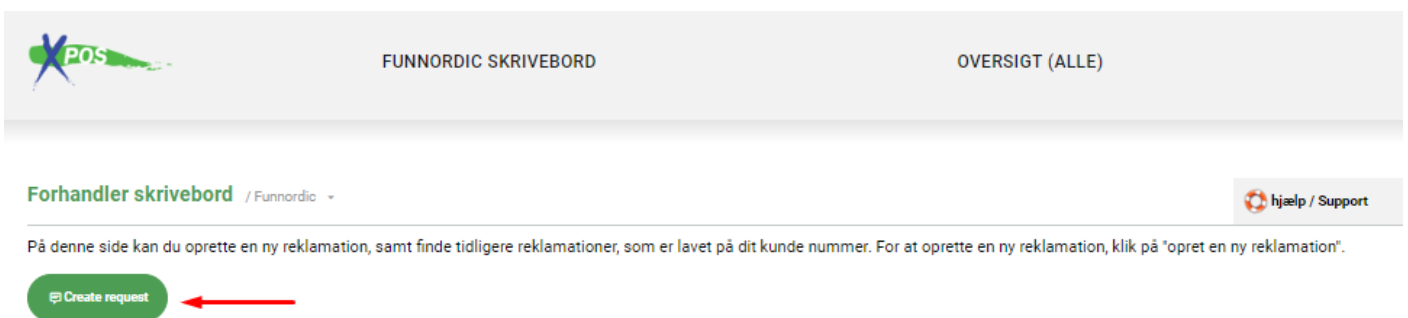 XPOS
FUNNORDIC SKRIVEBORD
OVERSIGT (ALLE)
Forhandler skrivebord / Funnordic
hjælp / Support
På denne side kan du oprette en ny reklamation, samt finde tidligere reklamationer, som er lavet på dit kunde nummer. For at oprette en ny reklamation, klik på "opret en ny reklamation".
Create request